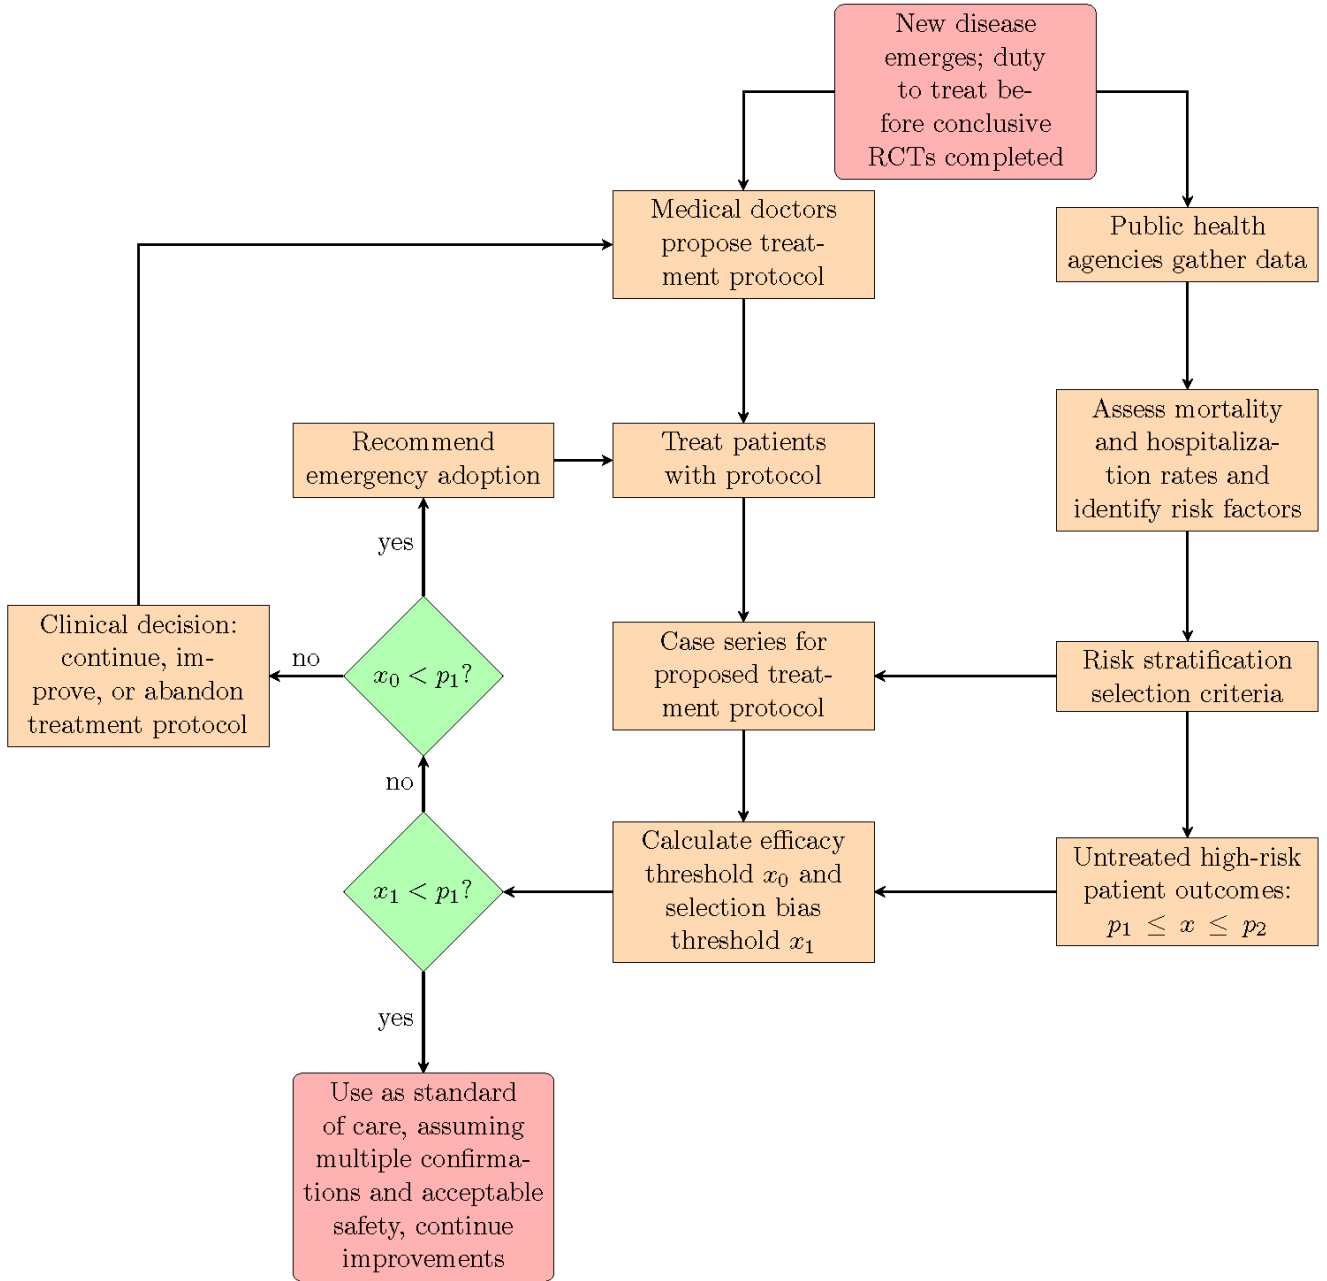 New disease
emerges; duty
to treat be-
fore conclusive
RCTs completed
Medical doctors
propose treat-
ment protocol
Public health
agencies gather data
Recommend
emergency adoption
Treat patients
with protocol
Assess mortality
and hospitaliza-
tion rates and
identify risk factors
yes
Clinical decision:
continue, im-
prove, or abandon
treatment protocol
no
x₀ < p₁?
Case series for
proposed treat-
ment protocol
Risk stratification
selection criteria
no
x₁ < p₁?
Calculate efficacy
threshold x₀ and
selection bias
threshold x₁
Untreated high-risk
patient outcomes:
p₁ ≤ x ≤ p₂
yes
Use as standard
of care, assuming
multiple confirma-
tions and acceptable
safety, continue
improvements